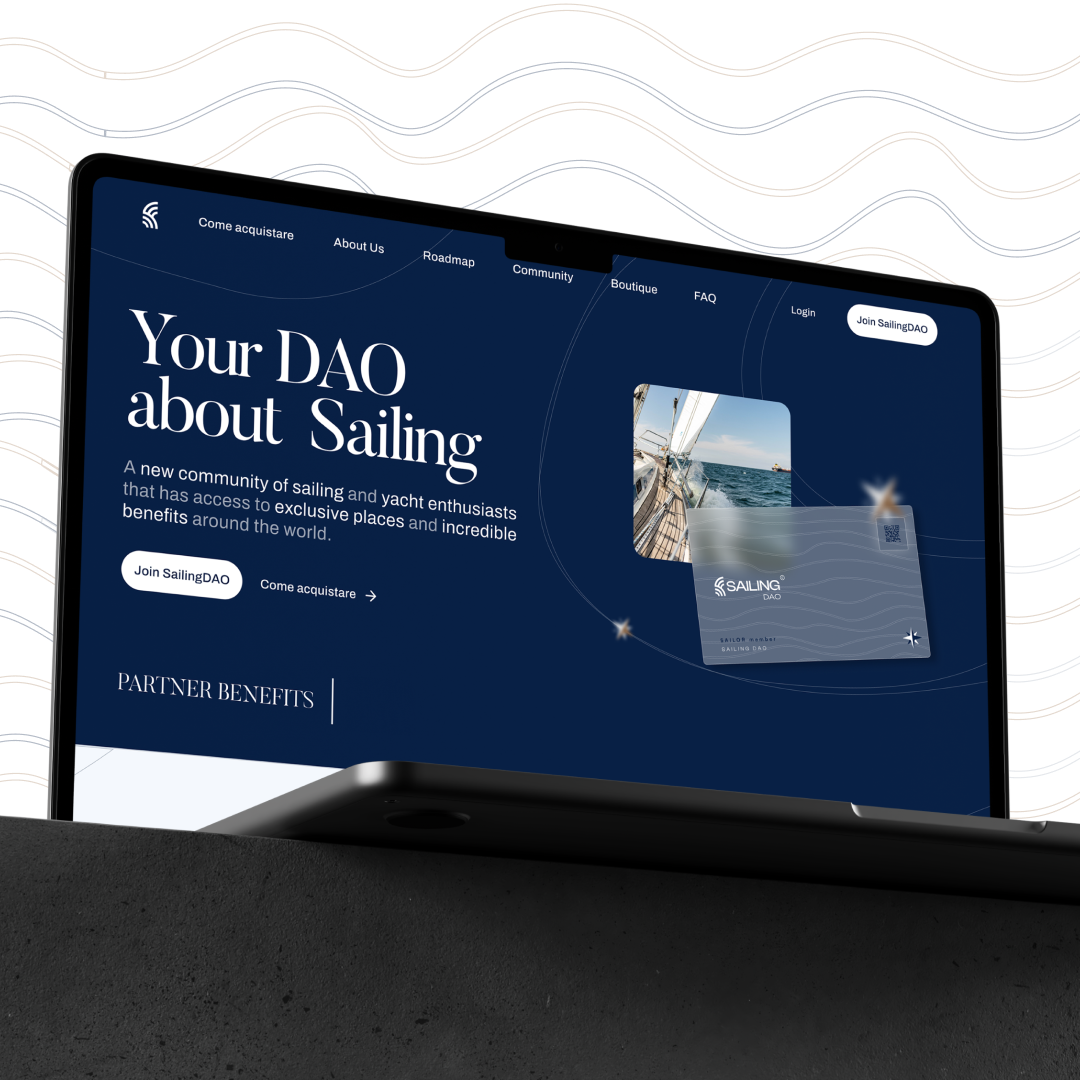 Come acquistare
About Us
Roadmap
Community
Boutique
FAQ
Login
Join SailingDAO
Your DAO
about Sailing
A new community of sailing and yacht enthusiasts
that has access to exclusive places and incredible
benefits around the world.
Join SailingDAO
Come acquistare →
SAILING
DAO
SAILOR member
SAILING DAO
PARTNER BENEFITS